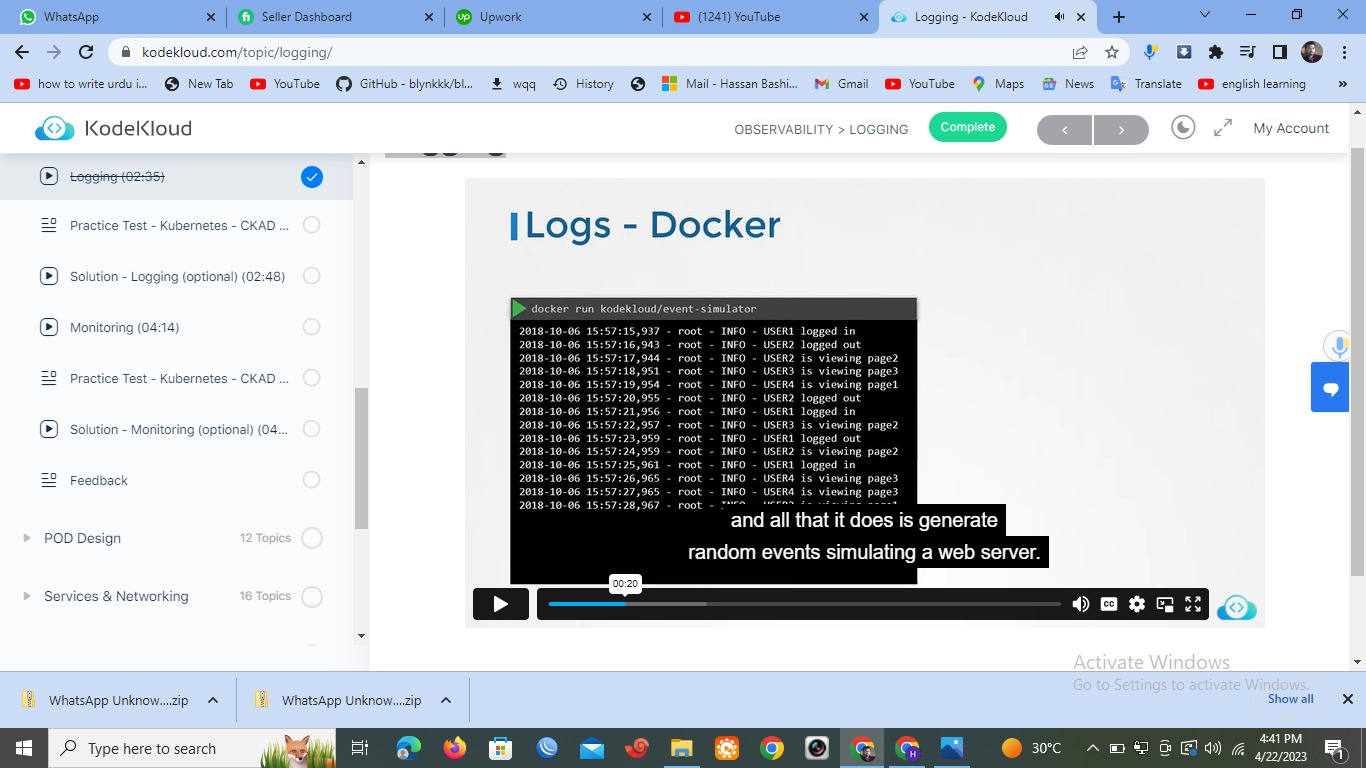 WhatsApp
Seller Dashboard
Upwork
(1241) YouTube
Logging - KodeKloud
kodekloud.com/topic/logging/
how to write urdu i...
New Tab
YouTube
GitHub - blynkkk/bl...
wqq
History
Mail - Hassan Bashi...
Gmail
YouTube
Maps
News
Translate
english learning
KodeKloud
OBSERVABILITY > LOGGING
Complete
My Account
Logging (02:35)
Practice Test - Kubernetes - CKAD ...
Solution - Logging (optional) (02:48)
Monitoring (04:14)
Practice Test - Kubernetes - CKAD ...
Solution - Monitoring (optional) (04...
Feedback
POD Design
12 Topics
Services & Networking
16 Topics
Logs - Docker
docker run kodekloud/event-simulator
2018-10-06 15:57:15,937 - root - INFO - USER1 logged in
2018-10-06 15:57:16,943 - root - INFO - USER2 logged out
2018-10-06 15:57:17,944 - root - INFO - USER2 is viewing page2
2018-10-06 15:57:18,951 - root - INFO - USER3 is viewing page3
2018-10-06 15:57:19,954 - root - INFO - USER4 is viewing page1
2018-10-06 15:57:20,955 - root - INFO - USER2 logged out
2018-10-06 15:57:21,956 - root - INFO - USER1 logged in
2018-10-06 15:57:22,957 - root - INFO - USER3 is viewing page2
2018-10-06 15:57:23,959 - root - INFO - USER1 logged out
2018-10-06 15:57:24,959 - root - INFO - USER2 is viewing page2
2018-10-06 15:57:25,961 - root - INFO - USER1 logged in
2018-10-06 15:57:26,965 - root - INFO - USER4 is viewing page3
2018-10-06 15:57:27,965 - root - INFO - USER4 is viewing page3
2018-10-06 15:57:28,967 - root -
and all that it does is generate
random events simulating a web server.
00:20
CC
Activate Windows
Go to Settings to activate Windows.
WhatsApp Unknow....zip
WhatsApp Unknow....zip
Show all
Type here to search
30°C
4:41 PM
4/22/2023
1